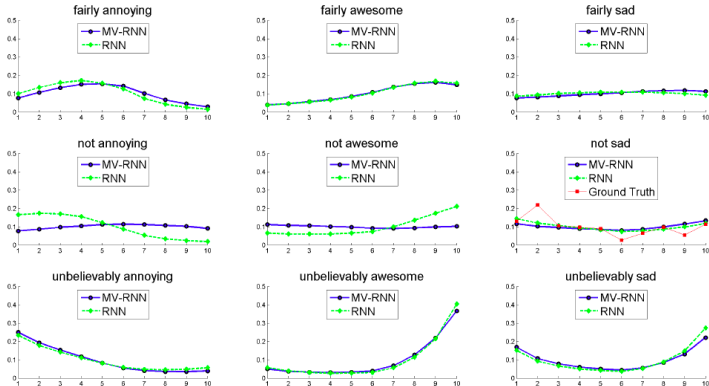 fairly annoying
fairly awesome
fairly sad
0.5 0.4 0.3 0.2 0.1 0
MV-RNN
RNN
1 2 3 4 5 6 7 8 9 10
0.5 0.4 0.3 0.2 0.1 0
MV-RNN
RNN
1 2 3 4 5 6 7 8 9 10
0.5 0.4 0.3 0.2 0.1 0
MV-RNN
RNN
1 2 3 4 5 6 7 8 9 10
not annoying
not awesome
not sad
0.5 0.4 0.3 0.2 0.1 0
MV-RNN
RNN
1 2 3 4 5 6 7 8 9 10
0.5 0.4 0.3 0.2 0.1 0
MV-RNN
RNN
1 2 3 4 5 6 7 8 9 10
0.5 0.4 0.3 0.2 0.1 0
MV-RNN
RNN
Ground Truth
1 2 3 4 5 6 7 8 9 10
unbelievably annoying
unbelievably awesome
unbelievably sad
0.5 0.4 0.3 0.2 0.1 0
MV-RNN
RNN
1 2 3 4 5 6 7 8 9 10
0.5 0.4 0.3 0.2 0.1 0
MV-RNN
RNN
1 2 3 4 5 6 7 8 9 10
0.5 0.4 0.3 0.2 0.1 0
MV-RNN
RNN
1 2 3 4 5 6 7 8 9 10